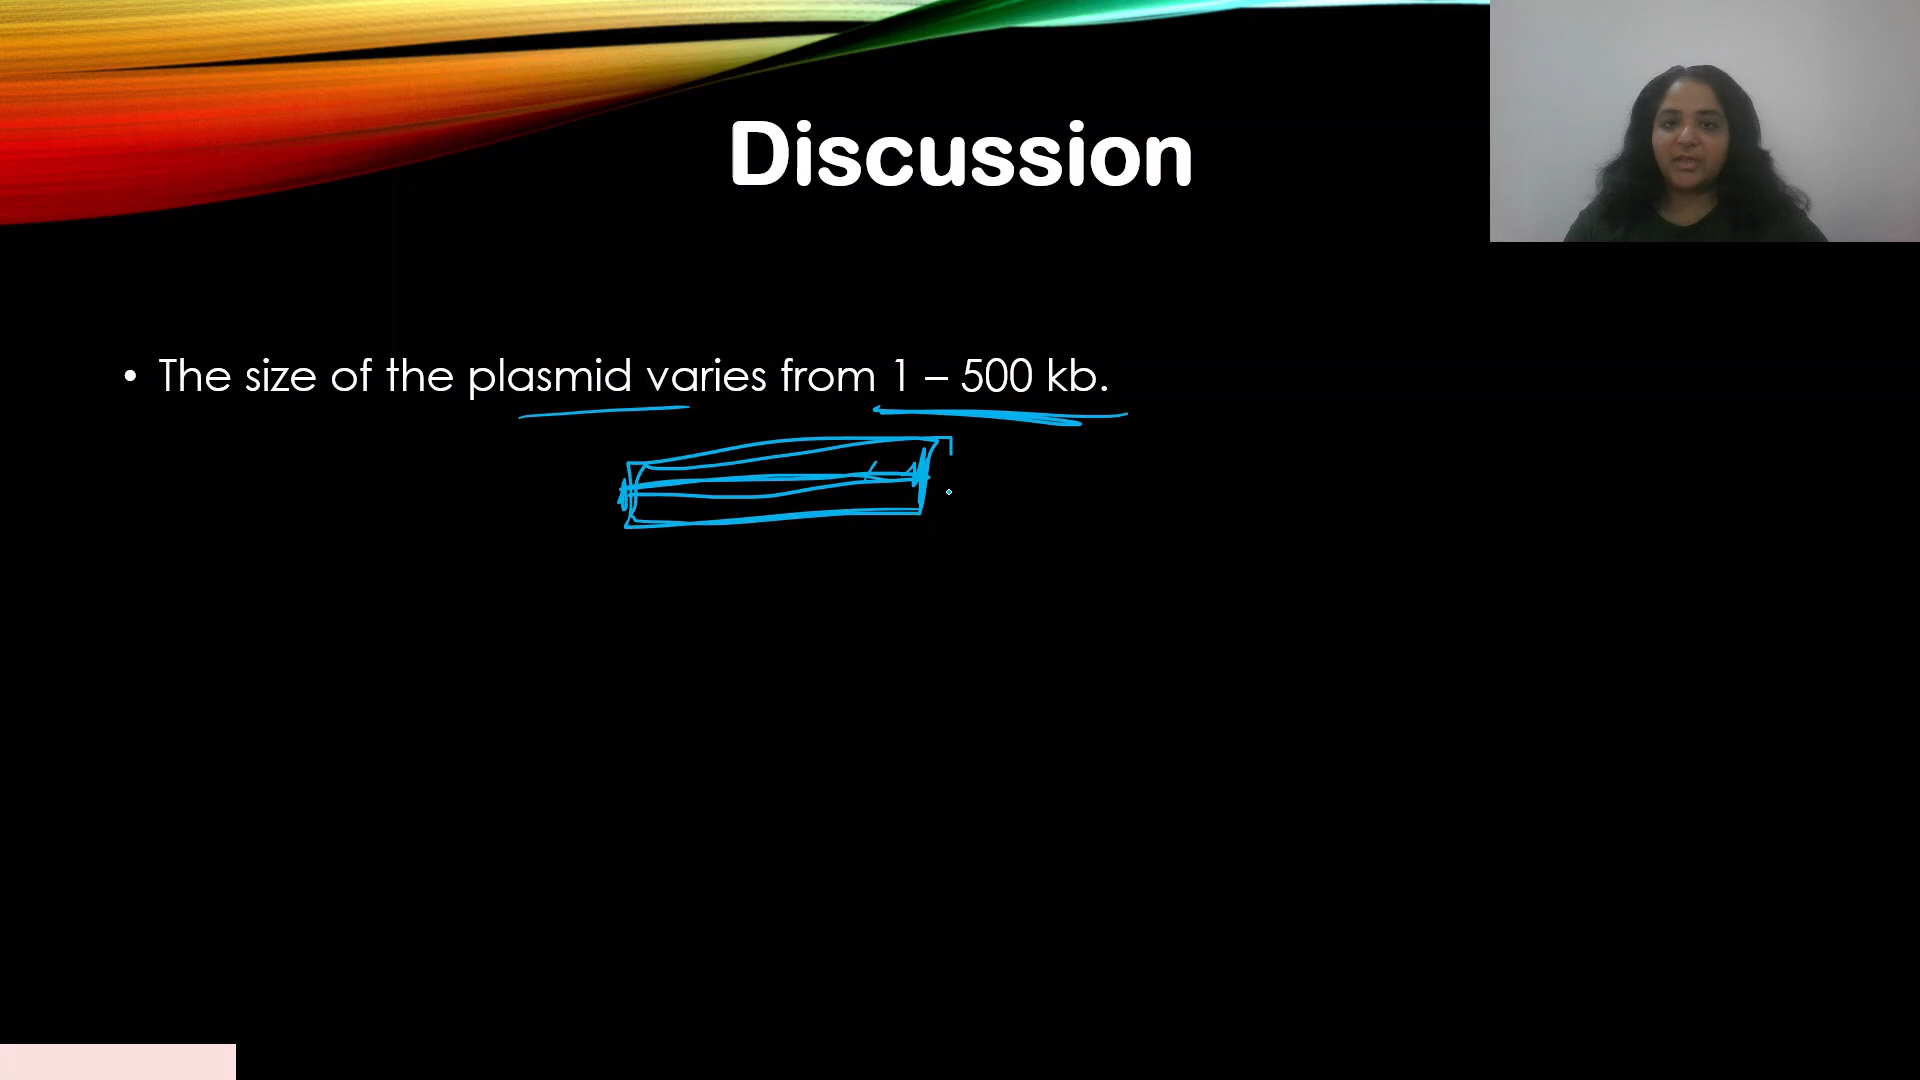 Discussion
• The size of the plasmid varies from 1 – 500 kb.